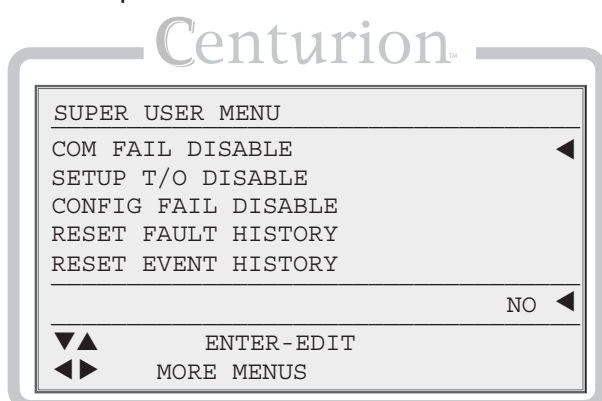 Centurion™
SUPER USER MENU
COM FAIL DISABLE ◀
SETUP T/O DISABLE
CONFIG FAIL DISABLE
RESET FAULT HISTORY
RESET EVENT HISTORY
NO ◀
▼▲ ENTER-EDIT
◀▶ MORE MENUS